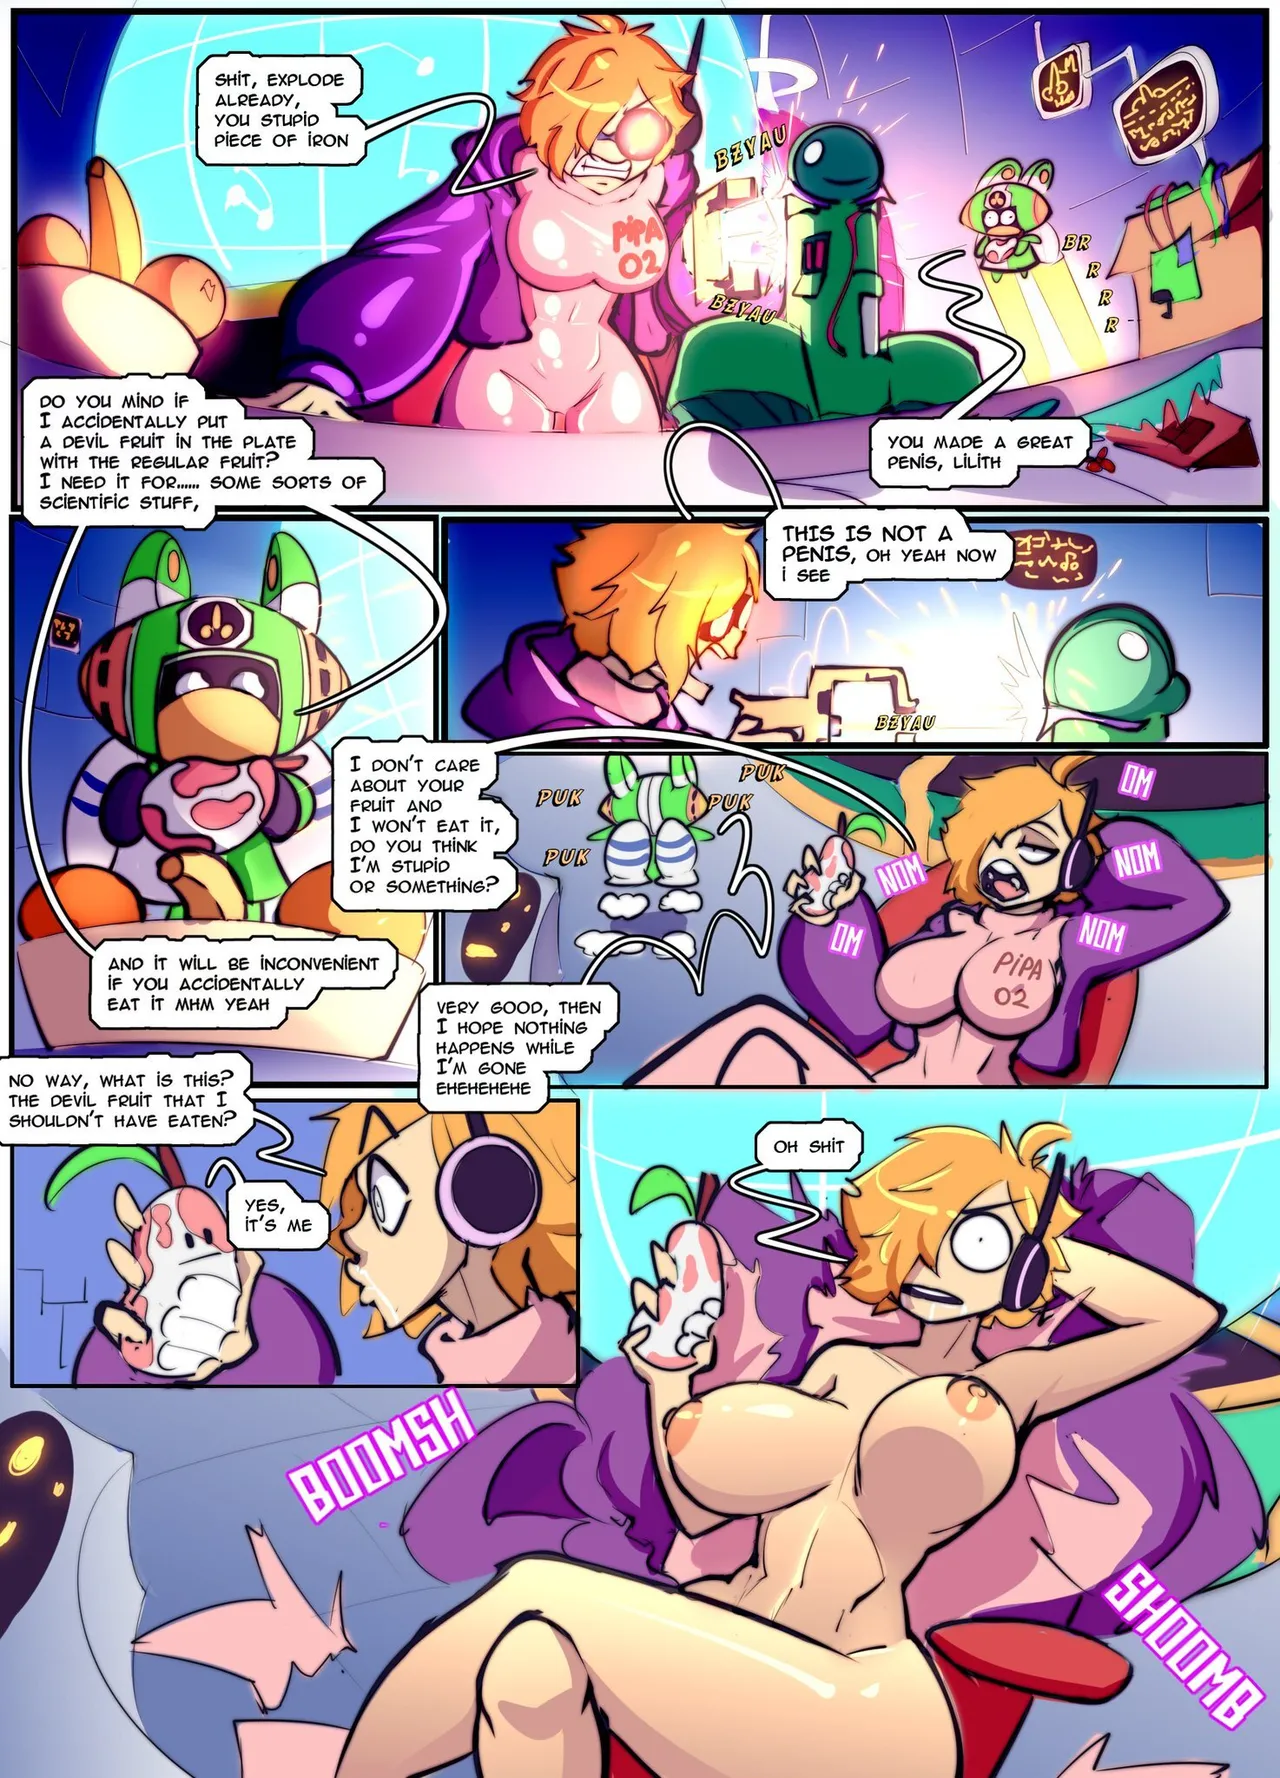 SHIT, EXPLODE
ALREADY,
YOU STUPID
PIECE OF IRON
PIPA
02
BZYAU
BZYAU
BR
R
R
R
YOU MADE A GREAT
PENIS, LILITH
DO YOU MIND IF
I ACCIDENTALLY PUT
A DEVIL FRUIT IN THE PLATE
WITH THE REGULAR FRUIT?
I NEED IT FOR...... SOME SORTS OF
SCIENTIFIC STUFF,
AND IT WILL BE INCONVENIENT
IF YOU ACCIDENTALLY
EAT IT MHM YEAH
THIS IS NOT A
PENIS, OH YEAH NOW
I SEE
BZYAU
I DON'T CARE
ABOUT YOUR
FRUIT AND
I WON'T EAT IT,
DO YOU THINK
I'M STUPID
OR SOMETHING?
PUK
PUK
PUK
PUK
OM
NOM
NOM
OM
NOM
PIPA
02
VERY GOOD, THEN
I HOPE NOTHING
HAPPENS WHILE
I'M GONE
EHEHEHEHE
NO WAY, WHAT IS THIS?
THE DEVIL FRUIT THAT I
SHOULDN'T HAVE EATEN?
YES,
IT'S ME
OH SHIT
BOOMSH
SHOOMB